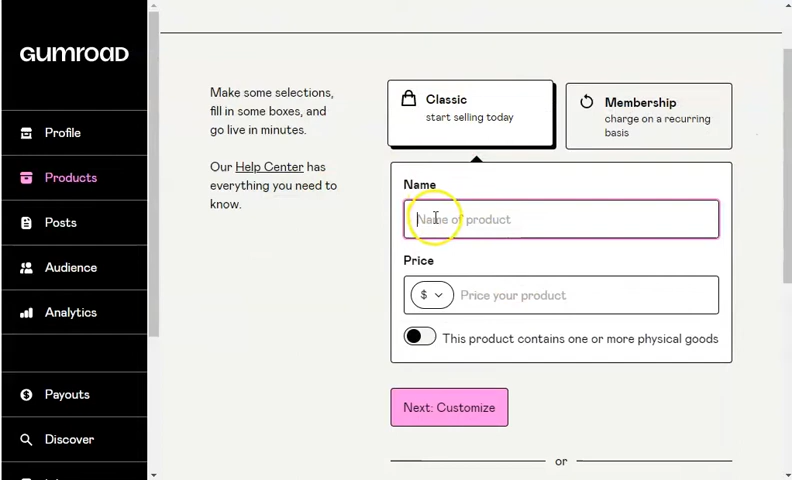 GUMROAD
Profile
Products
Posts
Audience
Analytics
Payouts
Discover
Make some selections,
fill in some boxes, and
go live in minutes.
Our Help Center has
everything you need to
know.
Classic
start selling today
Membership
charge on a recurring
basis
Name
Name of product
Price
$ Price your product
This product contains one or more physical goods
Next: Customize
or